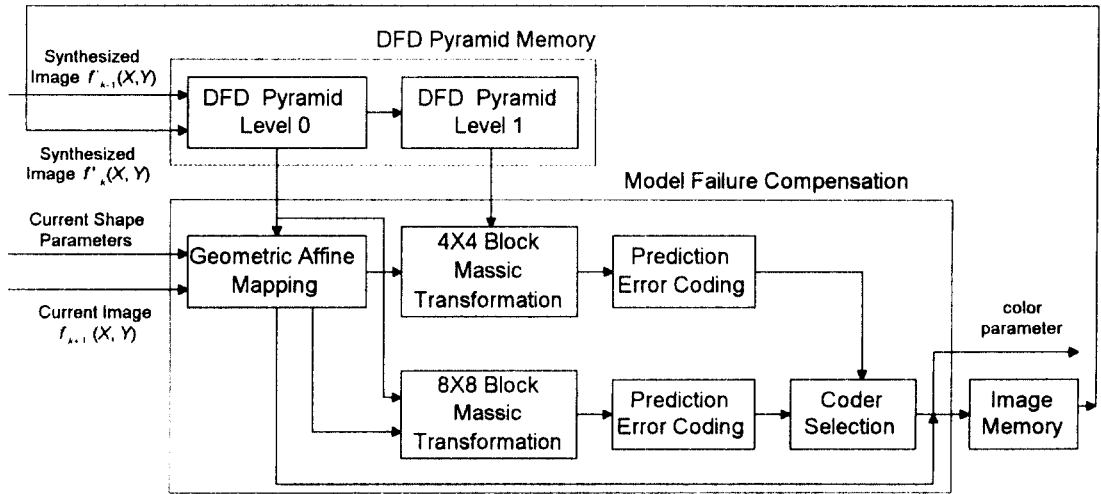 DFD Pyramid Memory
Synthesized
Image f'ₖ₋₁(X,Y)
DFD Pyramid
Level 0
DFD Pyramid
Level 1
Synthesized
Image f'ₖ(X, Y)
Model Failure Compensation
Current Shape
Parameters
Geometric Affine
Mapping
4X4 Block
Massic
Transformation
Prediction
Error Coding
Current Image
fₖ₊₁ (X, Y)
color
parameter
8X8 Block
Massic
Transformation
Prediction
Error Coding
Coder
Selection
Image
Memory